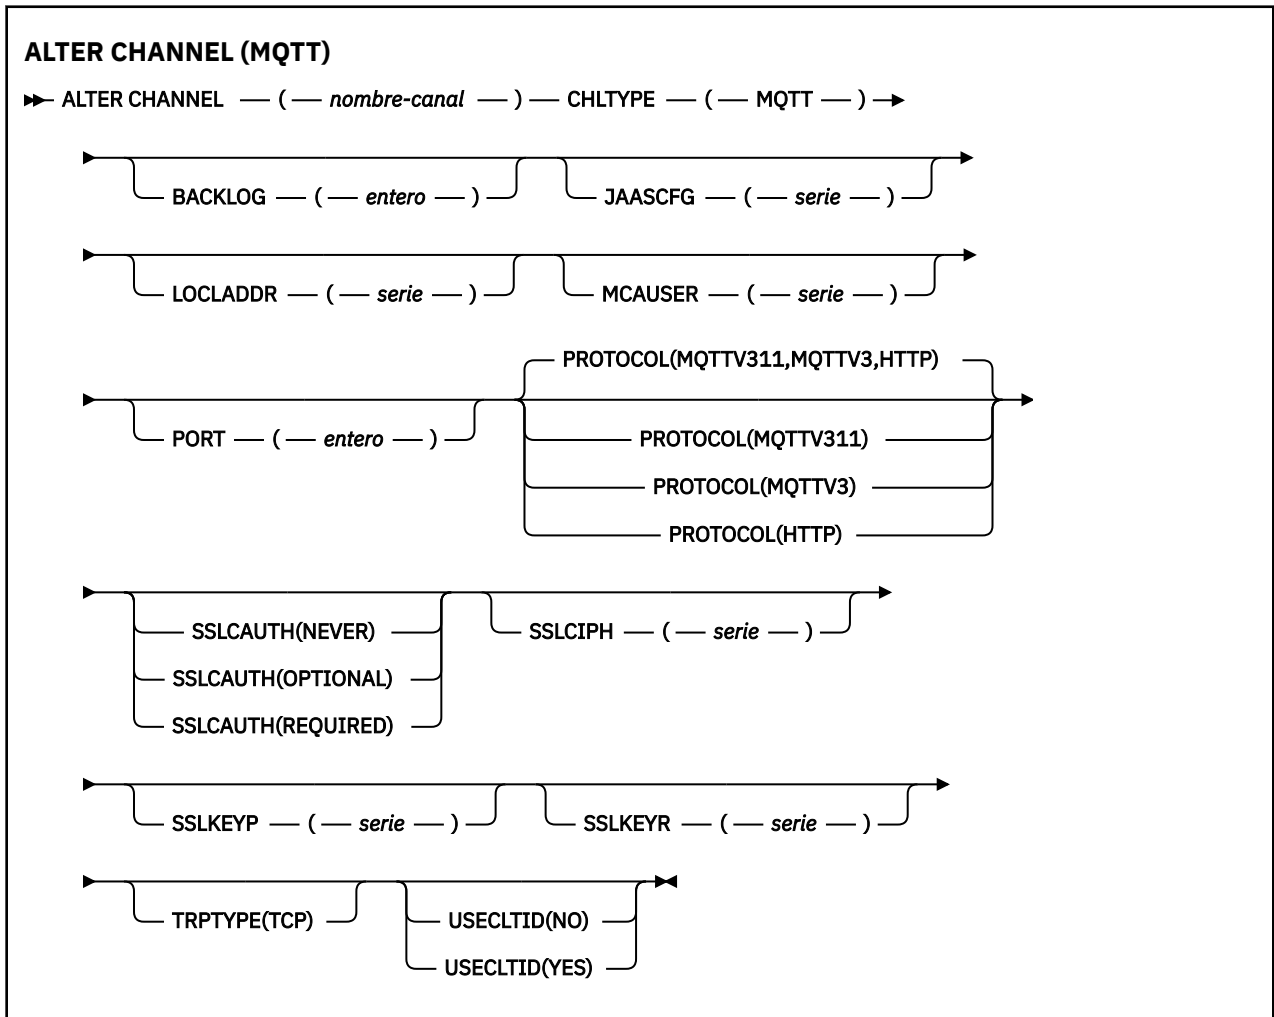 ALTER CHANNEL (MQTT)
ALTER CHANNEL ( nombre-canal ) CHLTYPE ( MQTT )
BACKLOG ( entero ) JAASCFG ( serie )
LOCLADDR ( serie ) MCAUSER ( serie )
PROTOCOL(MQTTV311,MQTTV3,HTTP)
PORT ( entero ) PROTOCOL(MQTTV311)
PROTOCOL(MQTTV3)
PROTOCOL(HTTP)
SSLCAUTH(NEVER) SSLCIPH ( serie )
SSLCAUTH(OPTIONAL)
SSLCAUTH(REQUIRED)
SSLKEYP ( serie ) SSLKEYR ( serie )
TRPTYPE(TCP) USECLTID(NO)
USECLTID(YES)